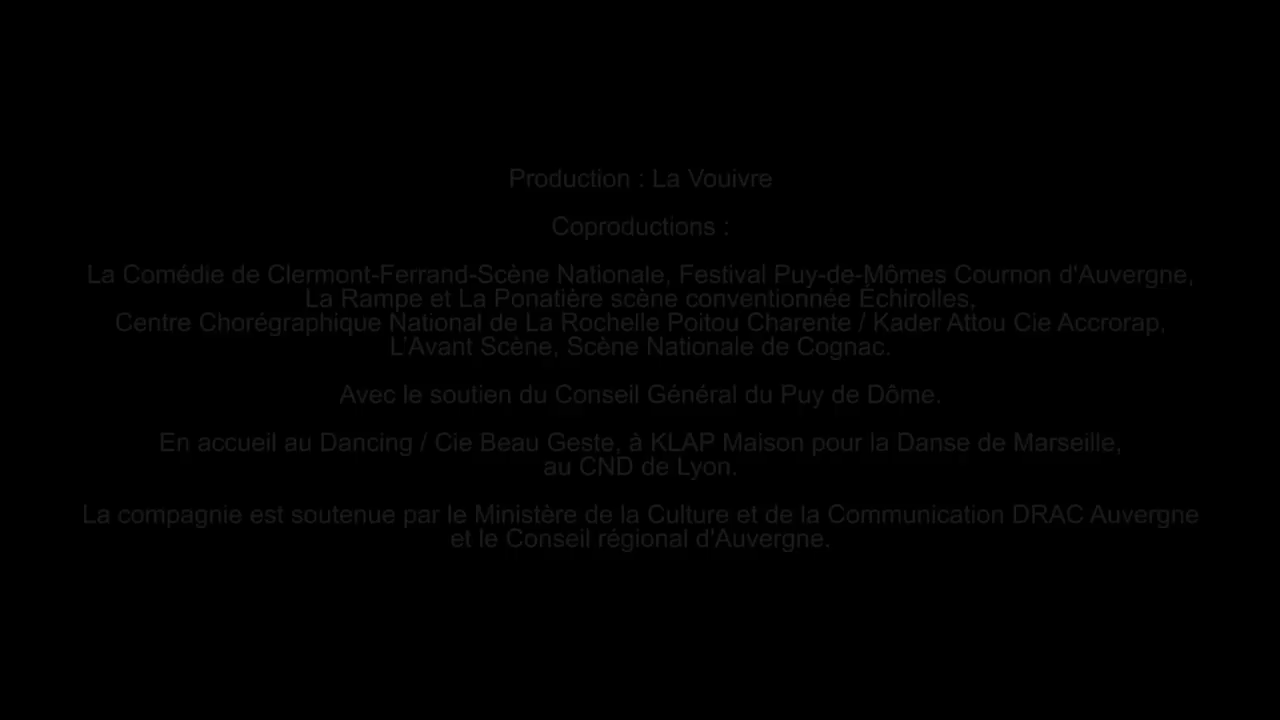 Production : La Vouivre
Coproductions :
La Comédie de Clermont-Ferrand-Scène Nationale, Festival Puy-de-Mômes Cournon d'Auvergne,
La Rampe et La Ponatière scène conventionnée Échirolles,
Centre Chorégraphique National de La Rochelle Poitou Charente / Kader Attou Cie Accrorap,
L'Avant Scène, Scène Nationale de Cognac.
Avec le soutien du Conseil Général du Puy de Dôme.
En accueil au Dancing / Cie Beau Geste, à KLAP Maison pour la Danse de Marseille,
au CND de Lyon.
La compagnie est soutenue par le Ministère de la Culture et de la Communication DRAC Auvergne
et le Conseil régional d'Auvergne.